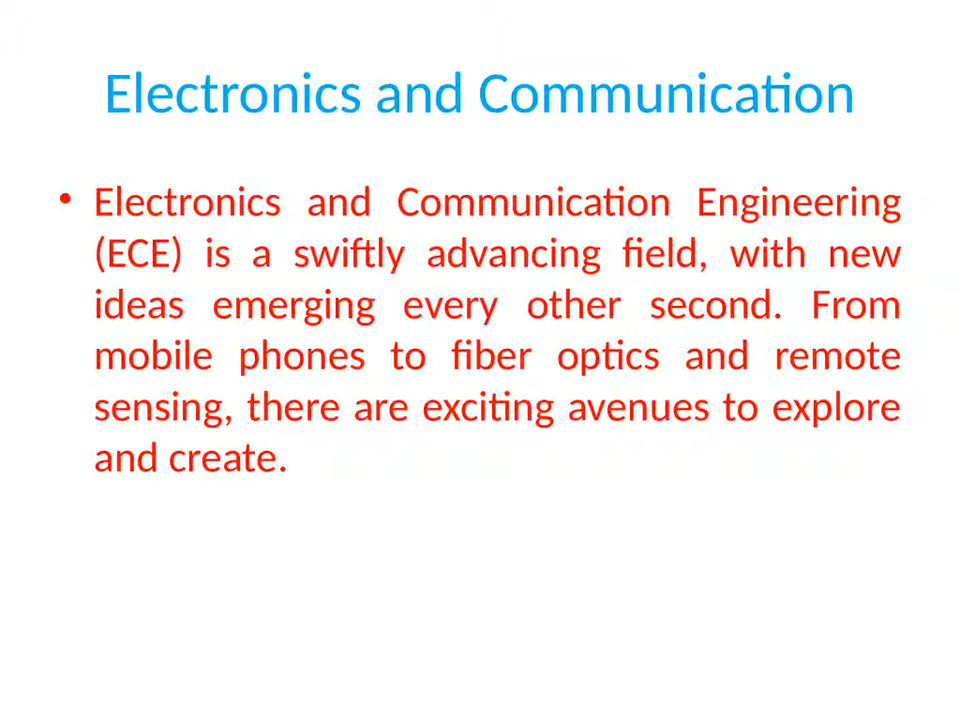 Electronics and Communication
• Electronics and Communication Engineering
(ECE) is a swiftly advancing field, with new
ideas emerging every other second. From
mobile phones to fiber optics and remote
sensing, there are exciting avenues to explore
and create.